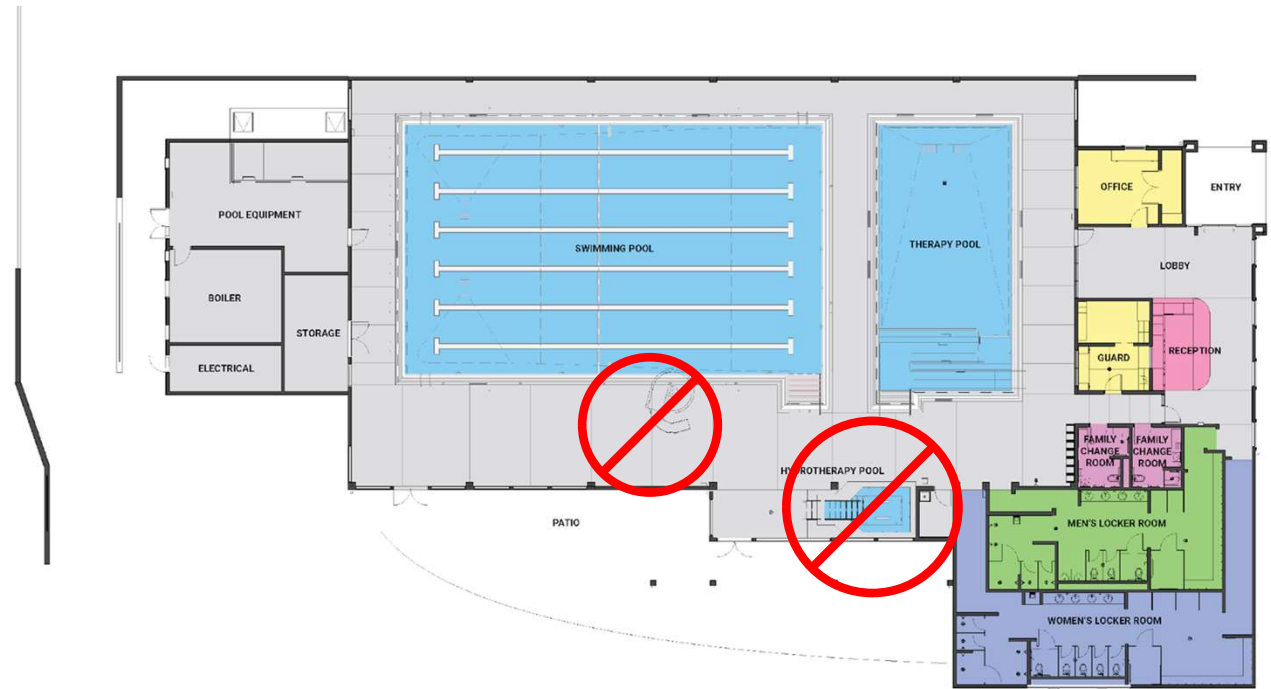 OFFICE
ENTRY
POOL EQUIPMENT
SWIMMING POOL
THERAPY POOL
LOBBY
BOILER
STORAGE
GUARD
RECEPTION
ELECTRICAL
FAMILY
CHANGE
ROOM
FAMILY
CHANGE
ROOM
HYDROTHERAPY POOL
PATIO
MEN'S LOCKER ROOM
WOMEN'S LOCKER ROOM